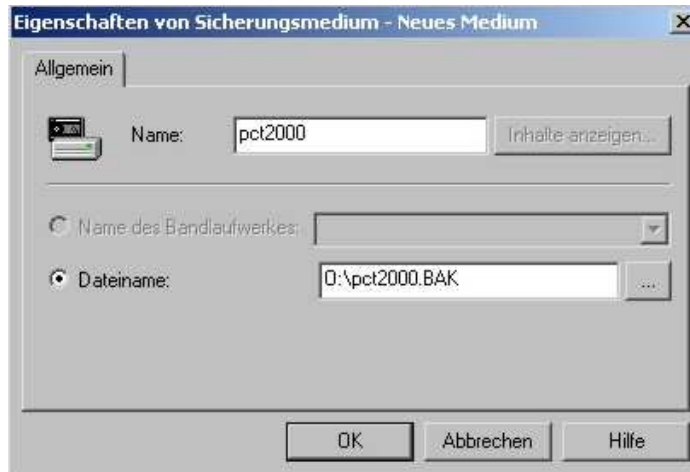 Eigenschaften von Sicherungsmedium - Neues Medium
Allgemein
Name: pct2000 Inhalte anzeigen...
Name des Bandlaufwerkes:
Dateiname: O:\pct2000.BAK ...
OK Abbrechen Hilfe